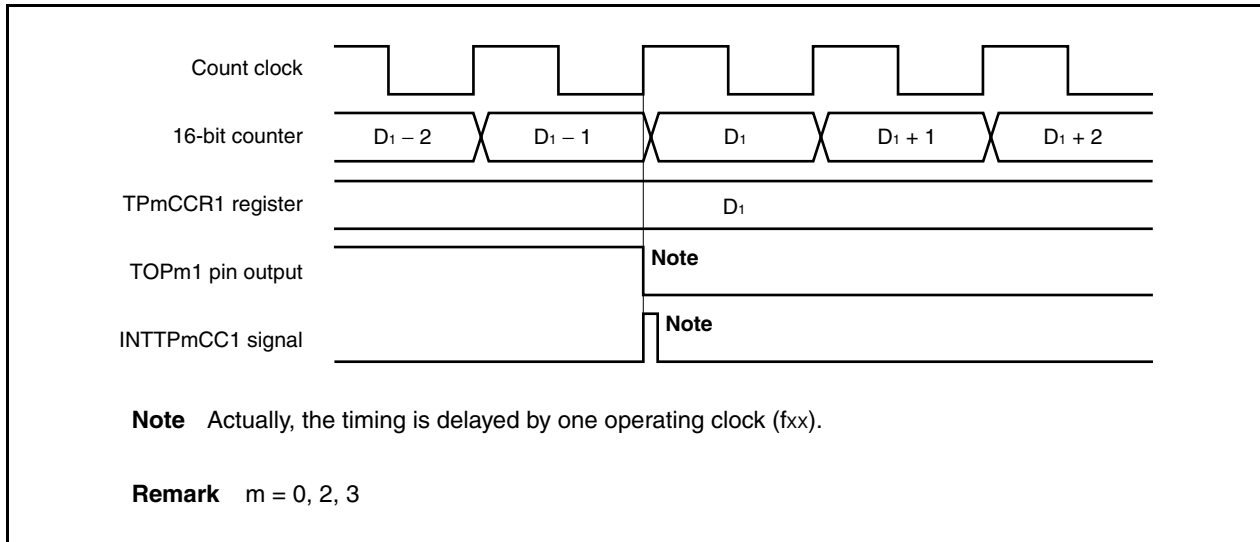 Count clock
16-bit counter D1 − 2 D1 − 1 D1 D1 + 1 D1 + 2
TPmCCR1 register D1
TOPm1 pin output Note
INTTPmCC1 signal Note
Note Actually, the timing is delayed by one operating clock (fxx).
Remark m = 0, 2, 3